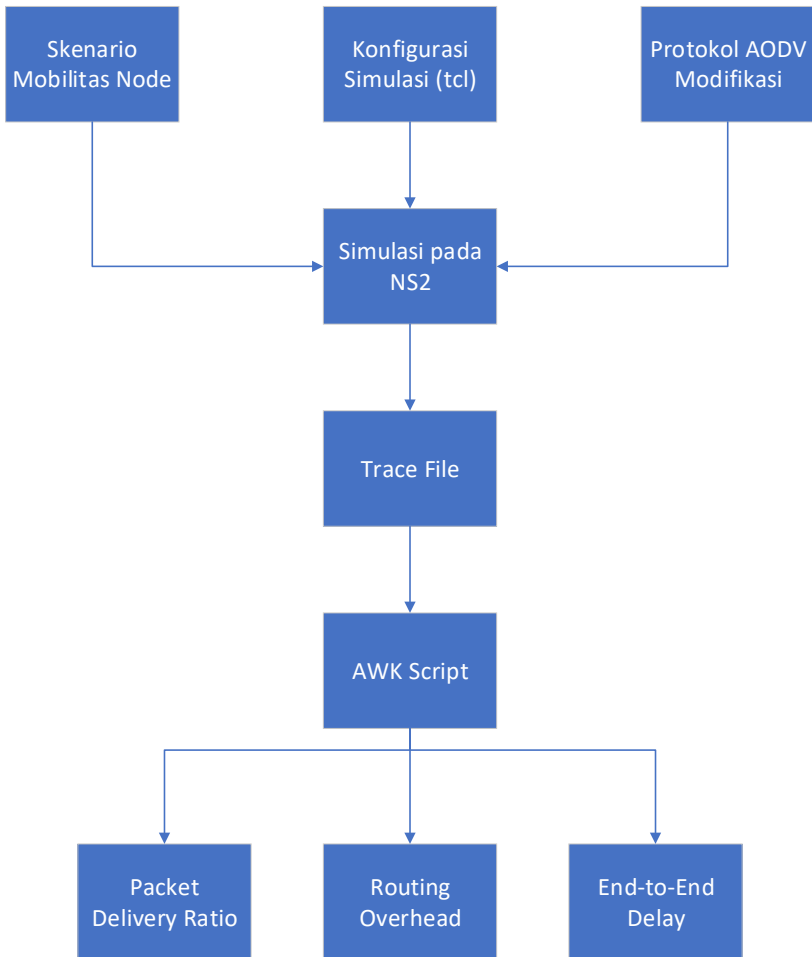 Skenario
Mobilitas Node
Konfigurasi
Simulasi (tcl)
Protokol AODV
Modifikasi
Simulasi pada
NS2
Trace File
AWK Script
Packet
Delivery Ratio
Routing
Overhead
End-to-End
Delay